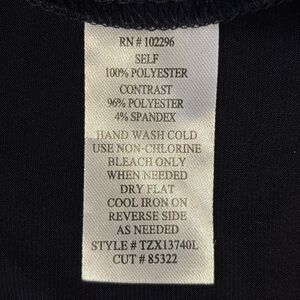 RN # 102296
SELF
100% POLYESTER
CONTRAST
96% POLYESTER
4% SPANDEX
HAND WASH COLD
USE NON-CHLORINE
BLEACH ONLY
WHEN NEEDED
DRY FLAT
COOL IRON ON
REVERSE SIDE
AS NEEDED
STYLE # TZX13740L
CUT # 85322